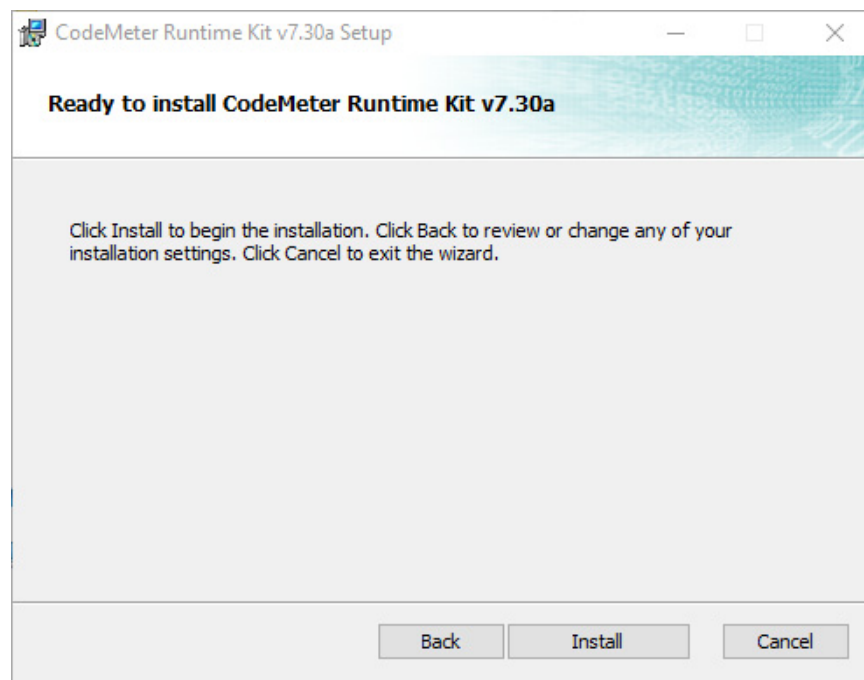 CodeMeter Runtime Kit v7.30a Setup
Ready to install CodeMeter Runtime Kit v7.30a
Click Install to begin the installation. Click Back to review or change any of your
installation settings. Click Cancel to exit the wizard.
Back Install Cancel